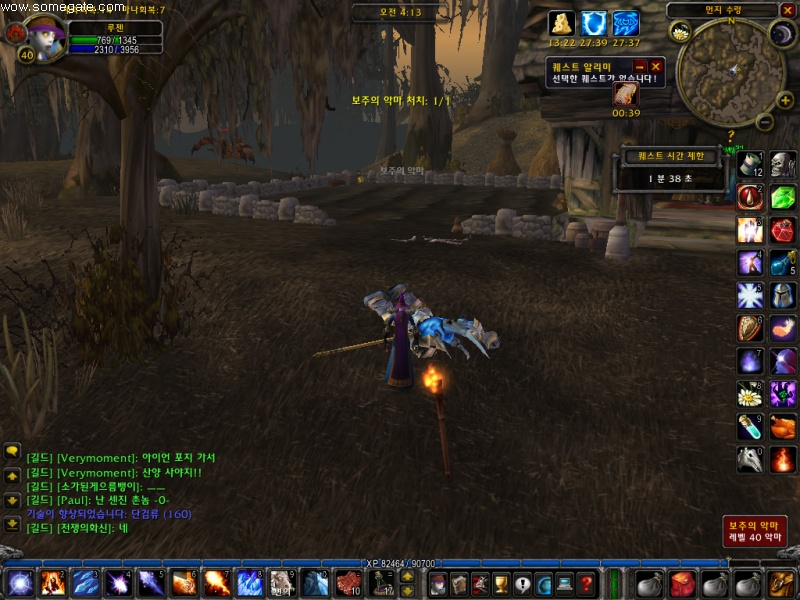 www.somegate.com
마나회복:7
오전 4:13
먼지 수렁
N
루젠
769 / 1345
2310 / 3956
40
13:22 27:39 27:37
퀘스트 알리미
선택한 퀘스트가 없습니다!
00:39
보주의 악마 처치: 1/1
보주의 악마
퀘스트 시간 제한
1 분 38 초
[길드] [Verymoment]: 아이언 포지 가서
[길드] [Verymoment]: 산양 사야지!!
[길드] [소가된게으름뱅이]: ㅡㅡ
[길드] [Paul]: 난 센진 촌놈 -0-
기술이 향상되었습니다: 단검류 (160)
[길드] [전쟁의화신]: 네
보주의 악마
레벨 40 악마
XP 82464 / 90700